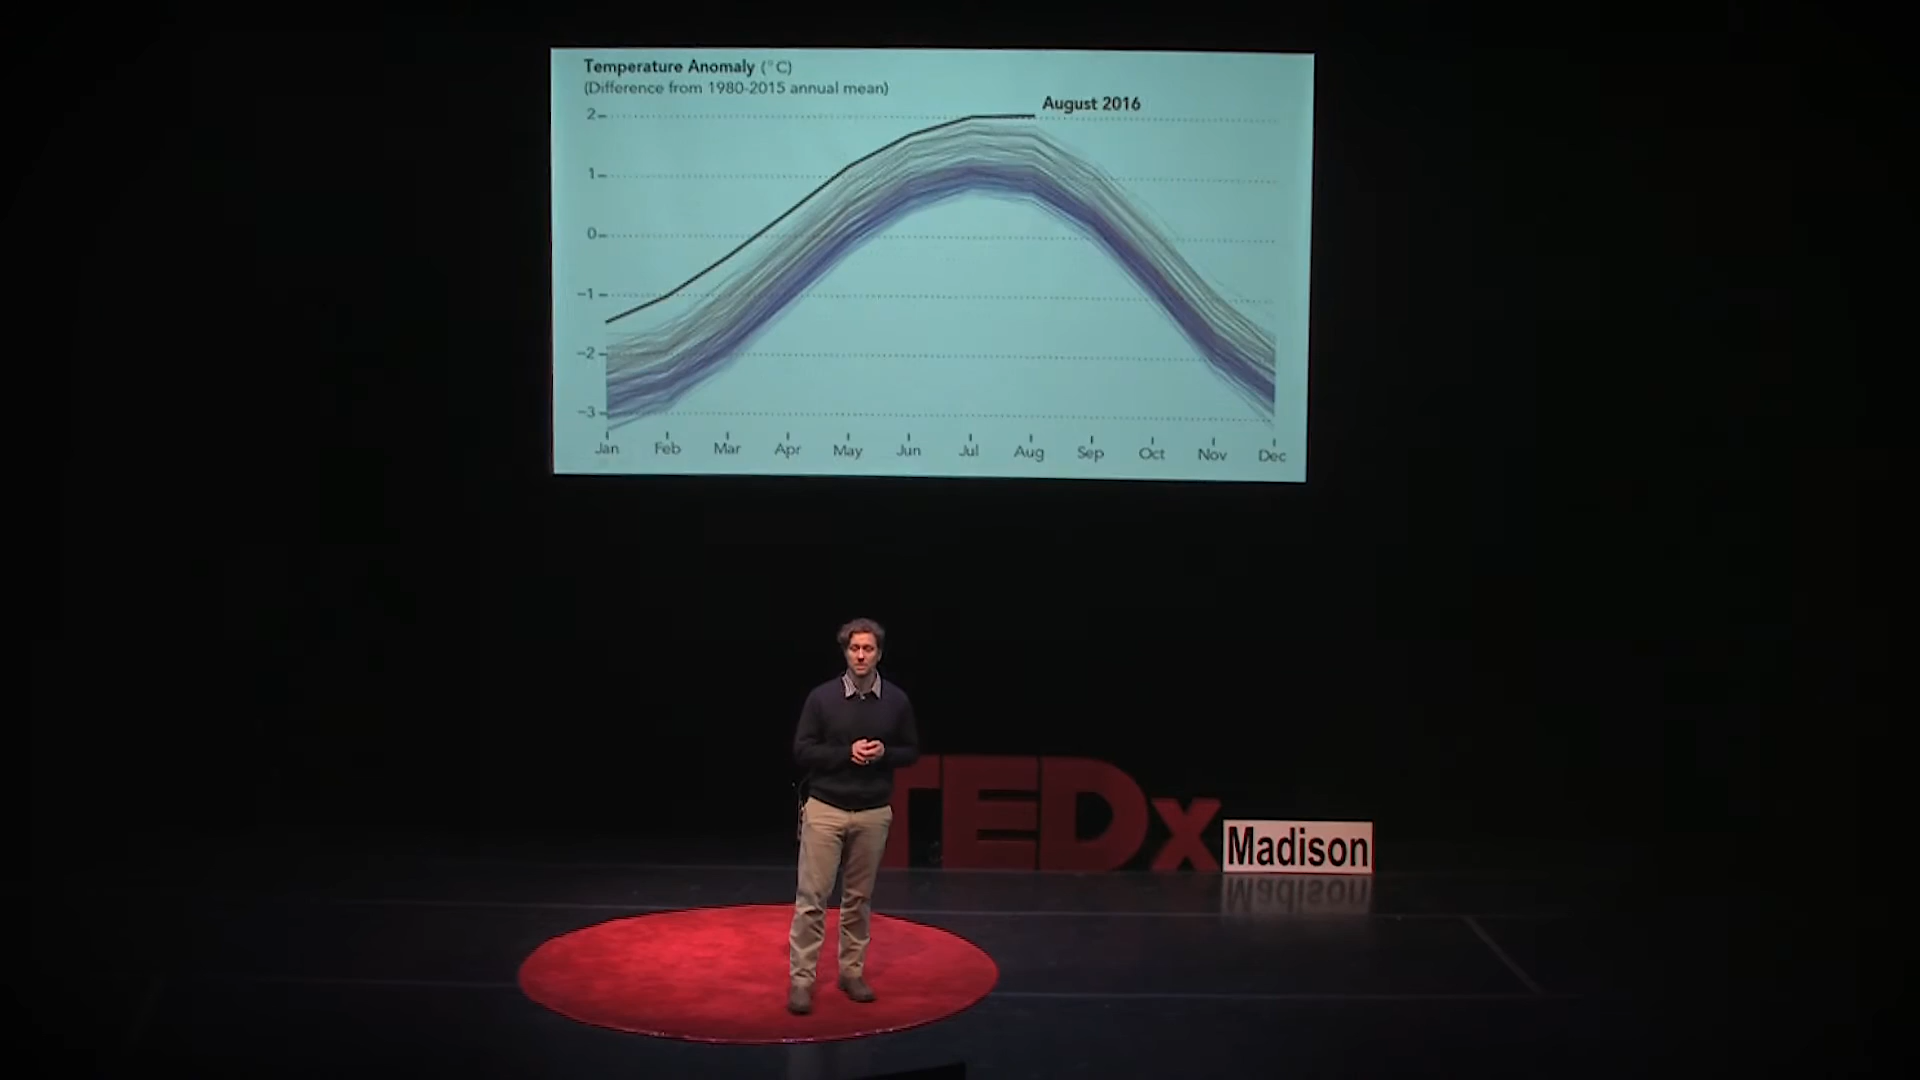 Temperature Anomaly (°C)
(Difference from 1980-2015 annual mean)
August 2016
2
1
0
-1
-2
-3
Jan Feb Mar Apr May Jun Jul Aug Sep Oct Nov Dec
TEDx
Madison